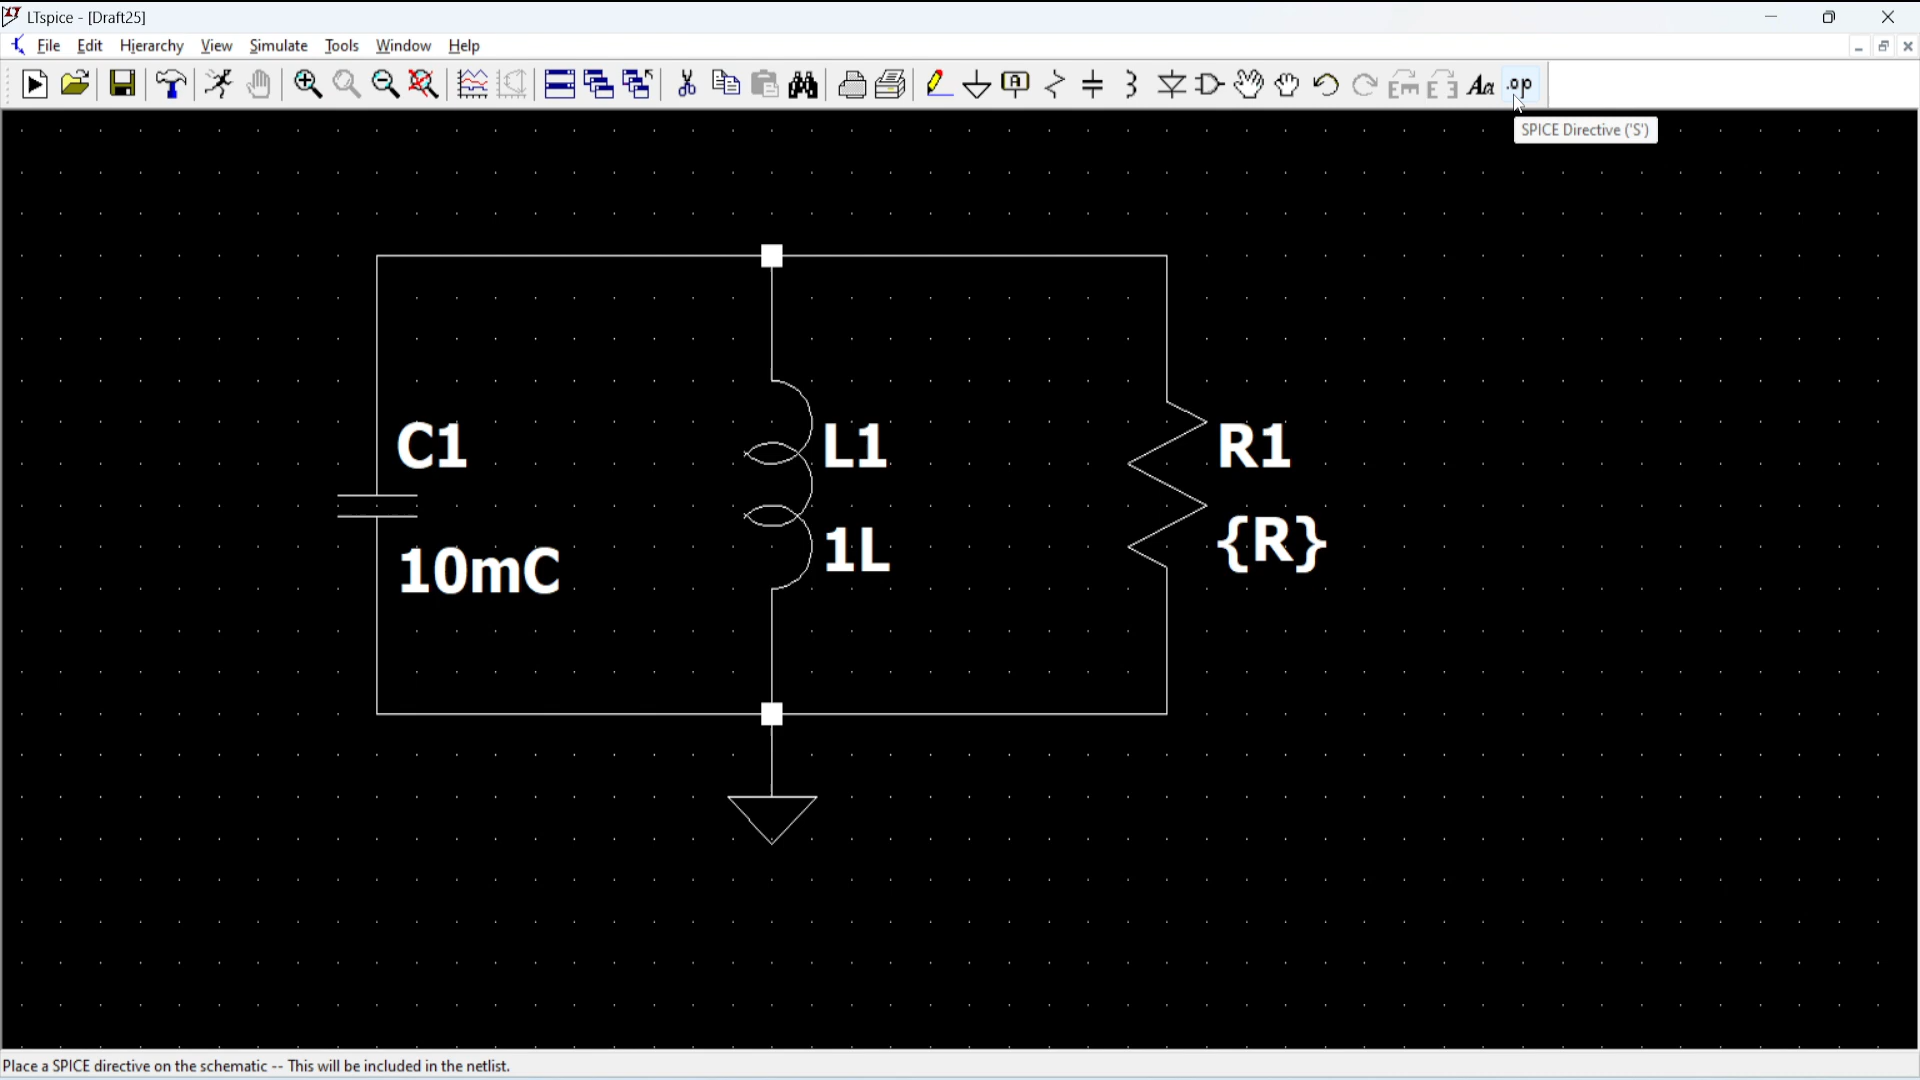 LTspice - [Draft25]
File Edit Hierarchy View Simulate Tools Window Help
A Aa .op
SPICE Directive ('S')
C1 L1 R1
10mC 1L {R}
Place a SPICE directive on the schematic -- This will be included in the netlist.